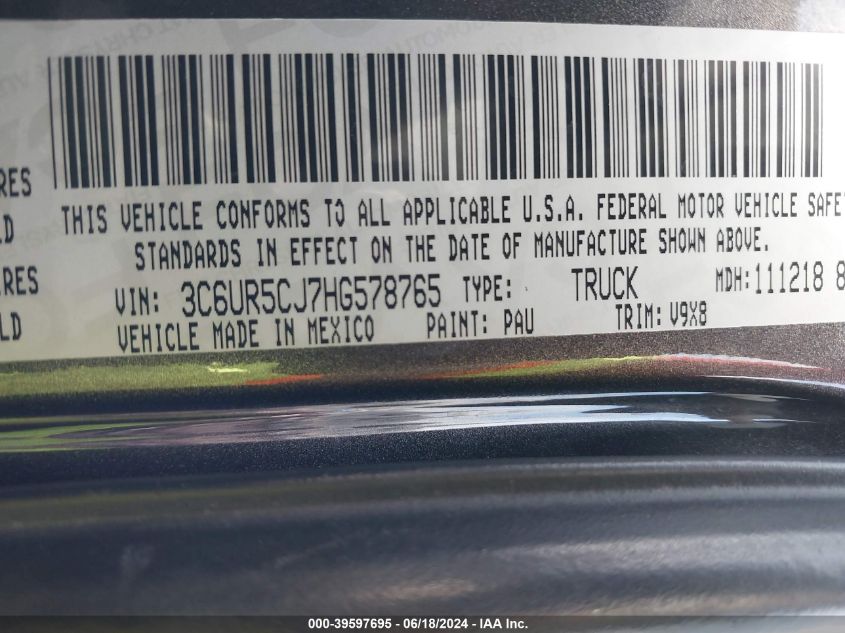 RES
LD
RES
LD
THIS VEHICLE CONFORMS TO ALL APPLICABLE U.S.A. FEDERAL MOTOR VEHICLE SAFET
STANDARDS IN EFFECT ON THE DATE OF MANUFACTURE SHOWN ABOVE.
VIN: 3C6UR5CJ7HG578765 TYPE: TRUCK MDH: 111218 8
VEHICLE MADE IN MEXICO PAINT: PAU TRIM: V9X8
000-39597695 - 06/18/2024 - IAA Inc.